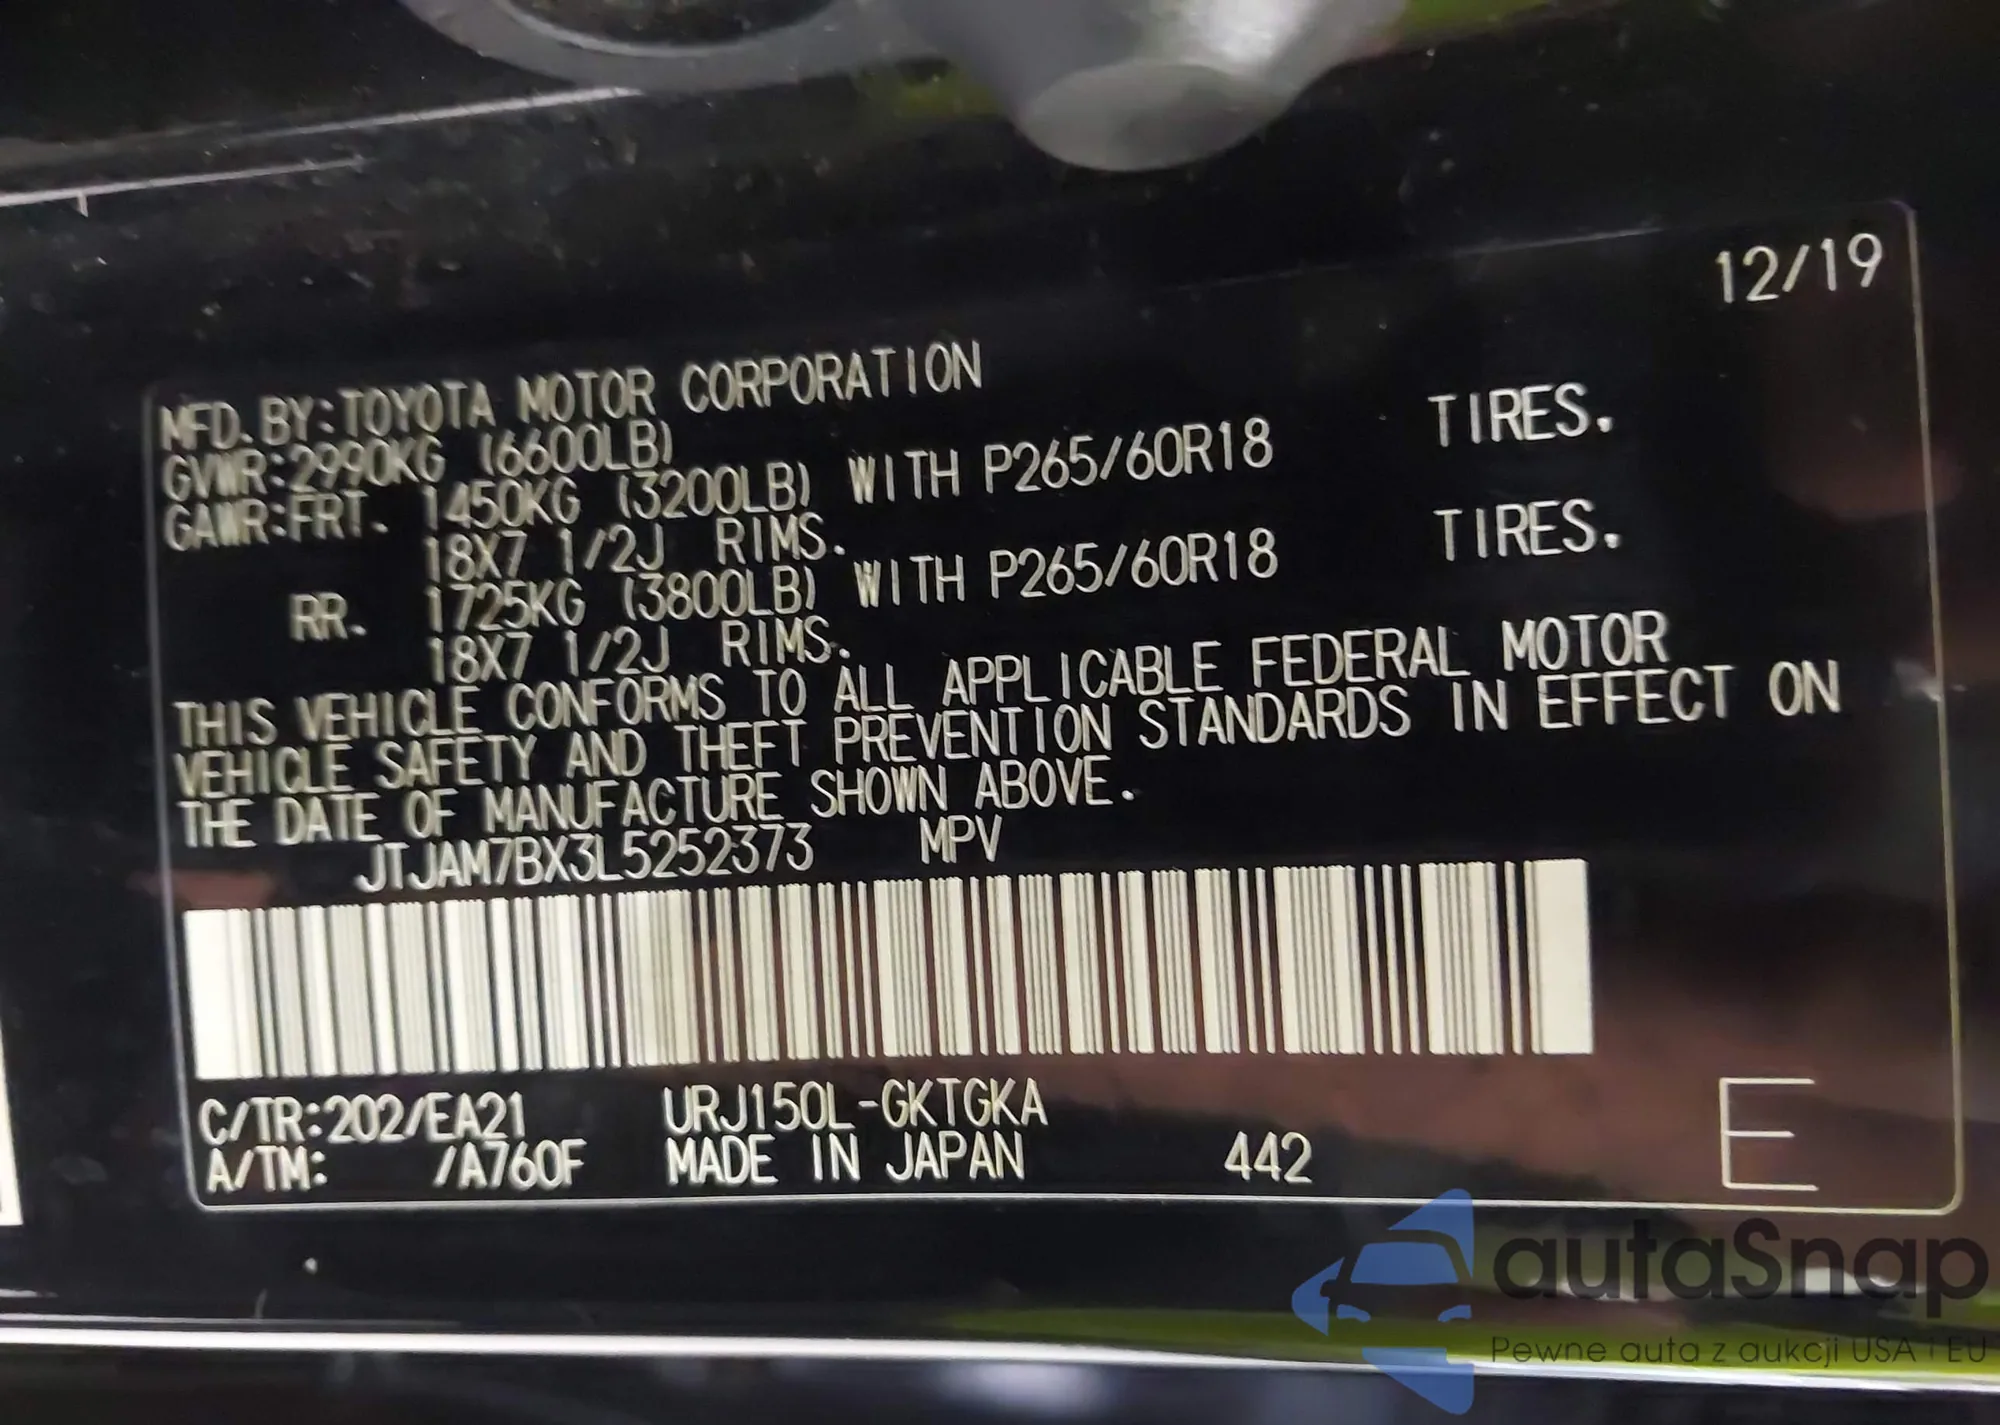 12/19
MFD.BY:TOYOTA MOTOR CORPORATION
GVWR:2990KG (6600LB)
GAWR:FRT. 1450KG (3200LB) WITH P265/60R18 TIRES.
18X7 1/2J RIMS.
RR. 1725KG (3800LB) WITH P265/60R18 TIRES.
18X7 1/2J RIMS.
THIS VEHICLE CONFORMS TO ALL APPLICABLE FEDERAL MOTOR
VEHICLE SAFETY AND THEFT PREVENTION STANDARDS IN EFFECT ON
THE DATE OF MANUFACTURE SHOWN ABOVE.
JTJAM7BX3L5252373 MPV
C/TR:202/EA21 URJ150L-GKTGKA
A/TM: /A760F MADE IN JAPAN 442 E
autaSnap
Pewne auta z aukcji USA i EU